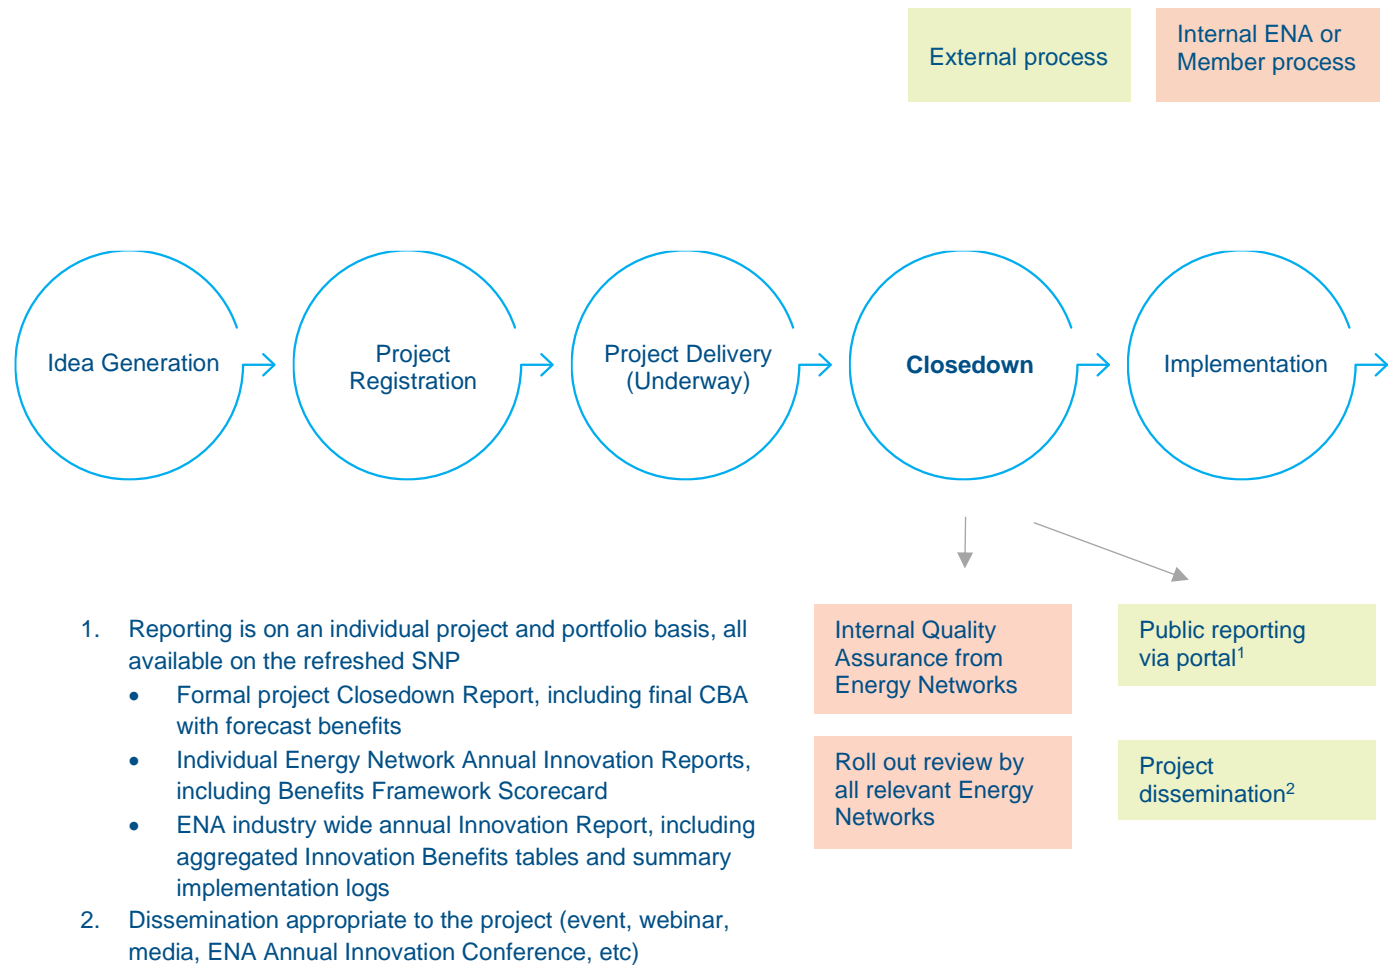 External process
Internal ENA or
Member process
Idea Generation
Project
Registration
Project Delivery
(Underway)
Closedown
Implementation
1. Reporting is on an individual project and portfolio basis, all
available on the refreshed SNP
• Formal project Closedown Report, including final CBA
with forecast benefits
• Individual Energy Network Annual Innovation Reports,
including Benefits Framework Scorecard
• ENA industry wide annual Innovation Report, including
aggregated Innovation Benefits tables and summary
implementation logs
2. Dissemination appropriate to the project (event, webinar,
media, ENA Annual Innovation Conference, etc)
Internal Quality
Assurance from
Energy Networks
Roll out review by
all relevant Energy
Networks
Public reporting
via portal¹
Project
dissemination²